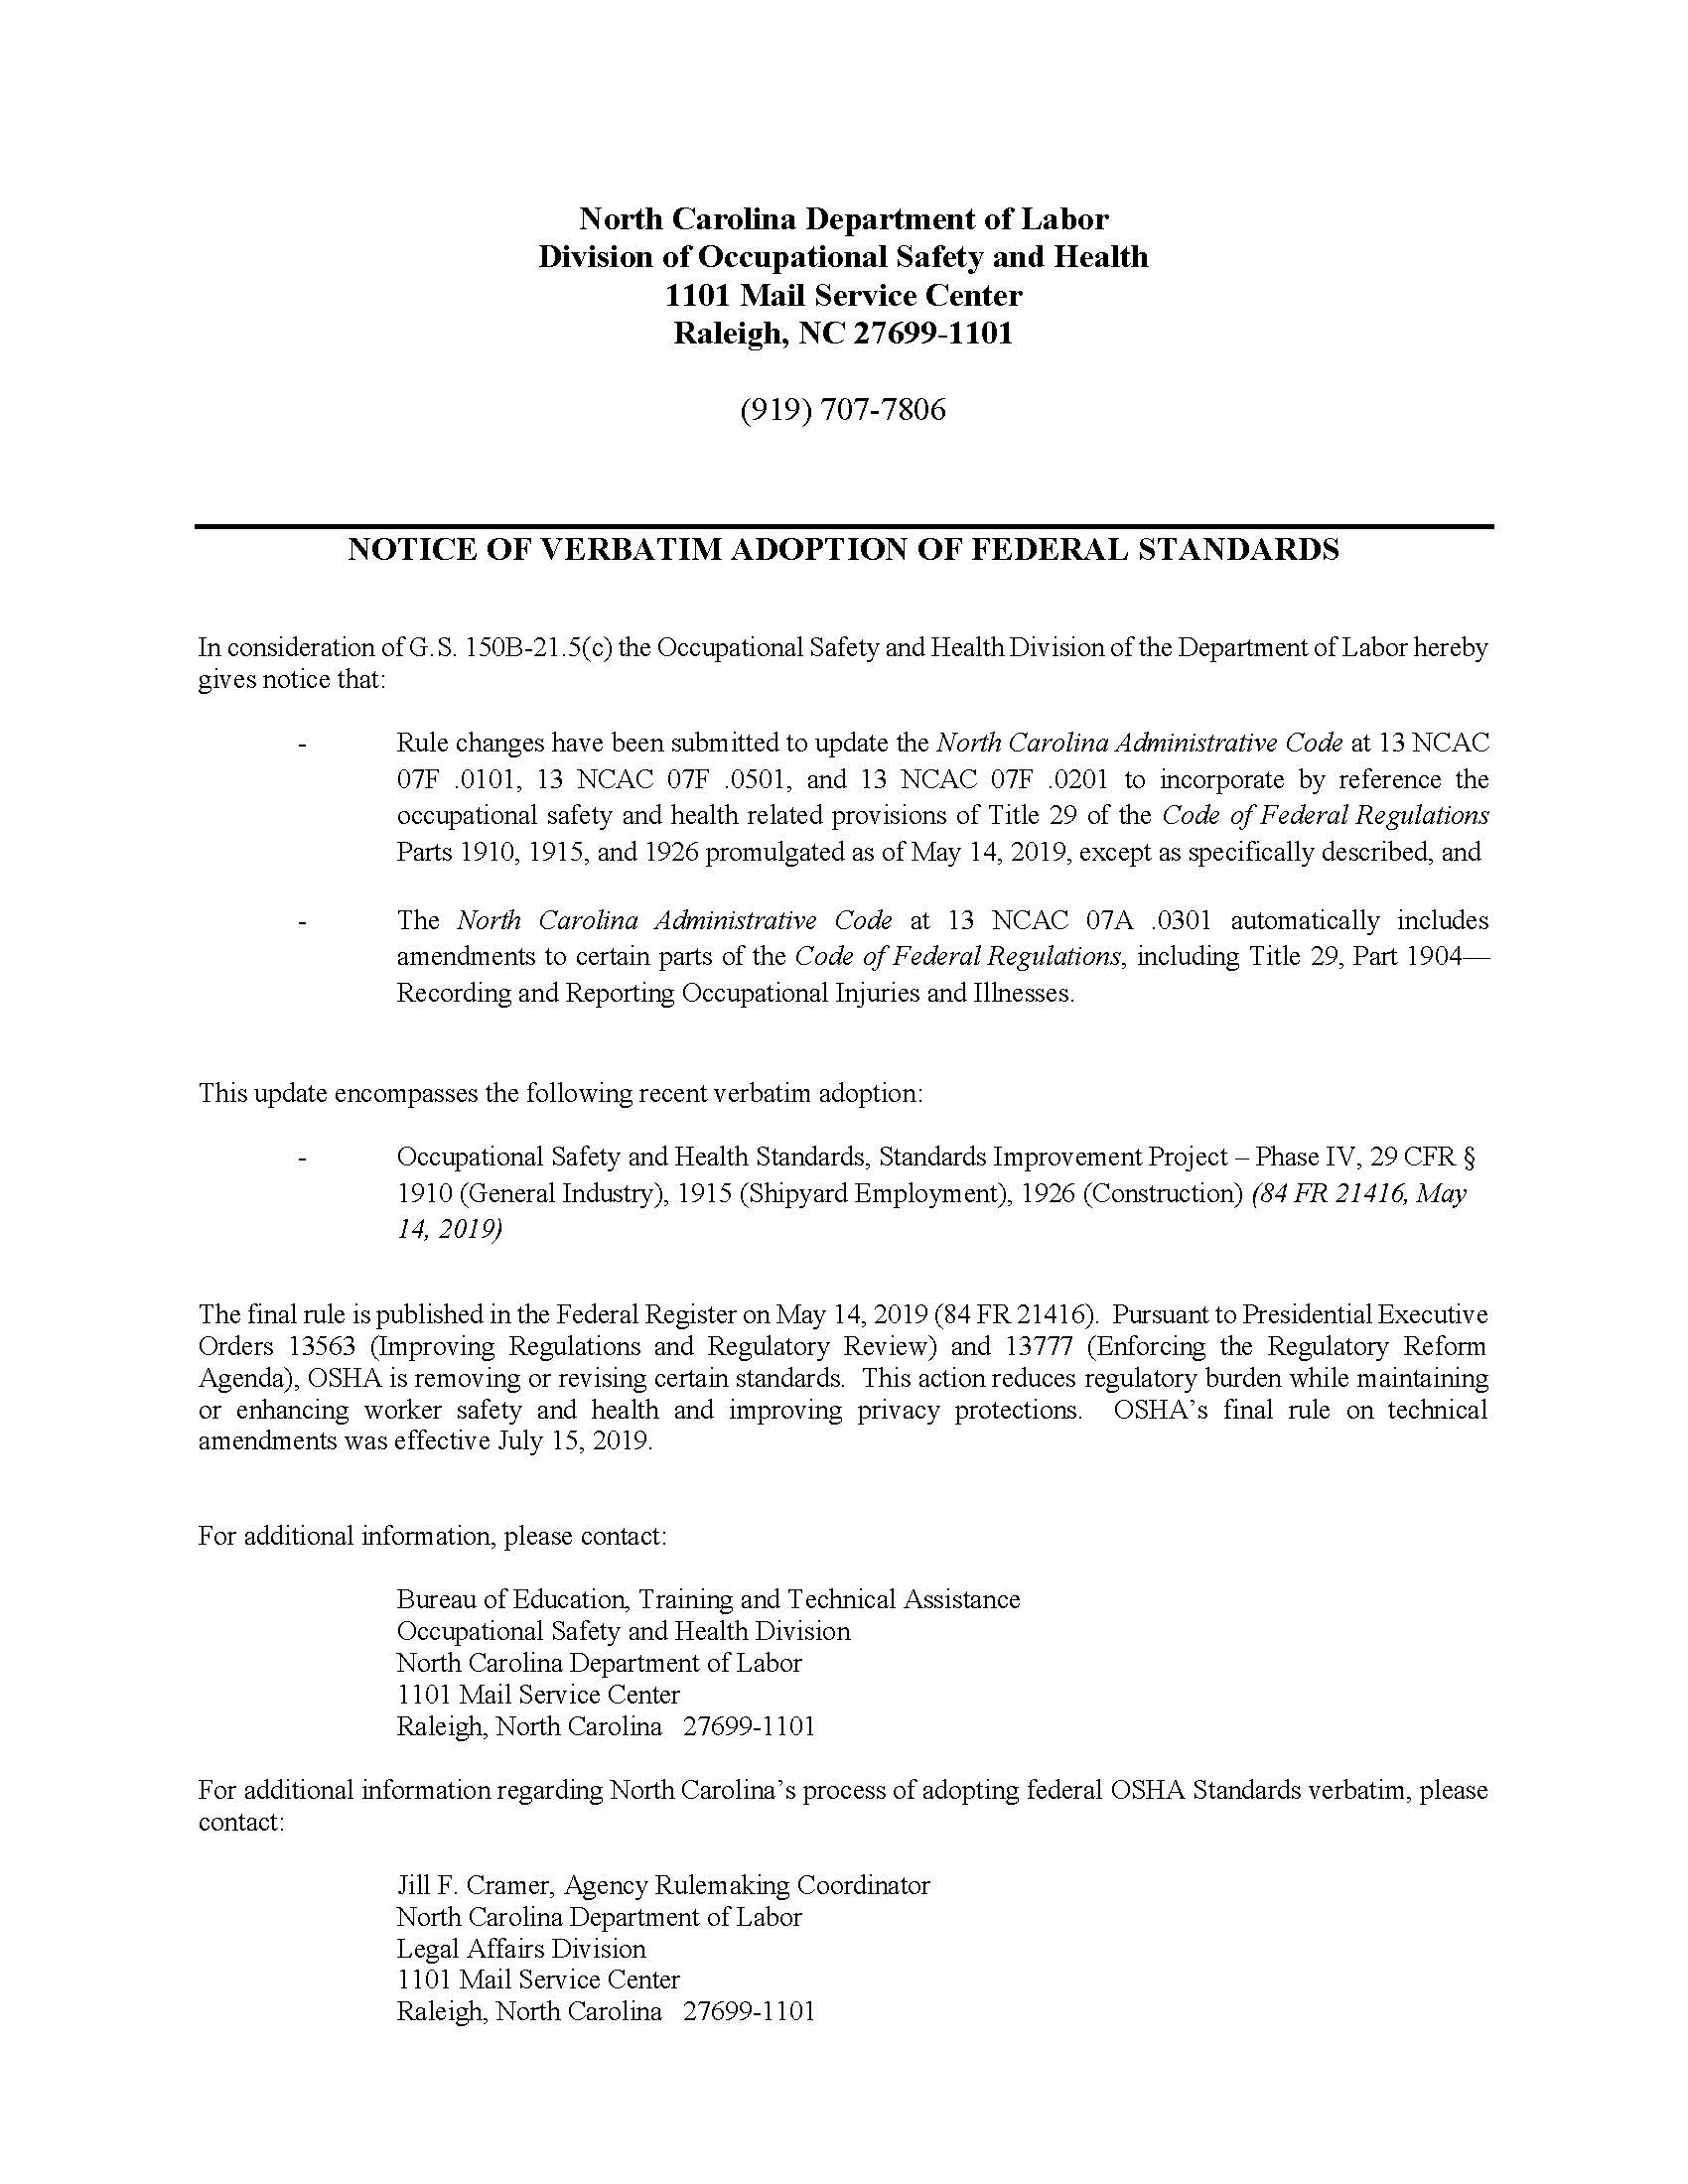 North Carolina Department of Labor
Division of Occupational Safety and Health
1101 Mail Service Center
Raleigh, NC 27699-1101
(919) 707-7806
NOTICE OF VERBATIM ADOPTION OF FEDERAL STANDARDS
In consideration of G.S. 150B-21.5(c) the Occupational Safety and Health Division of the Department of Labor hereby
gives notice that:
- Rule changes have been submitted to update the North Carolina Administrative Code at 13 NCAC
07F .0101, 13 NCAC 07F .0501, and 13 NCAC 07F .0201 to incorporate by reference the
occupational safety and health related provisions of Title 29 of the Code of Federal Regulations
Parts 1910, 1915, and 1926 promulgated as of May 14, 2019, except as specifically described, and
- The North Carolina Administrative Code at 13 NCAC 07A .0301 automatically includes
amendments to certain parts of the Code of Federal Regulations, including Title 29, Part 1904—
Recording and Reporting Occupational Injuries and Illnesses.
This update encompasses the following recent verbatim adoption:
- Occupational Safety and Health Standards, Standards Improvement Project – Phase IV, 29 CFR §
1910 (General Industry), 1915 (Shipyard Employment), 1926 (Construction) (84 FR 21416, May
14, 2019)
The final rule is published in the Federal Register on May 14, 2019 (84 FR 21416). Pursuant to Presidential Executive
Orders 13563 (Improving Regulations and Regulatory Review) and 13777 (Enforcing the Regulatory Reform
Agenda), OSHA is removing or revising certain standards. This action reduces regulatory burden while maintaining
or enhancing worker safety and health and improving privacy protections. OSHA's final rule on technical
amendments was effective July 15, 2019.
For additional information, please contact:
Bureau of Education, Training and Technical Assistance
Occupational Safety and Health Division
North Carolina Department of Labor
1101 Mail Service Center
Raleigh, North Carolina 27699-1101
For additional information regarding North Carolina's process of adopting federal OSHA Standards verbatim, please
contact:
Jill F. Cramer, Agency Rulemaking Coordinator
North Carolina Department of Labor
Legal Affairs Division
1101 Mail Service Center
Raleigh, North Carolina 27699-1101